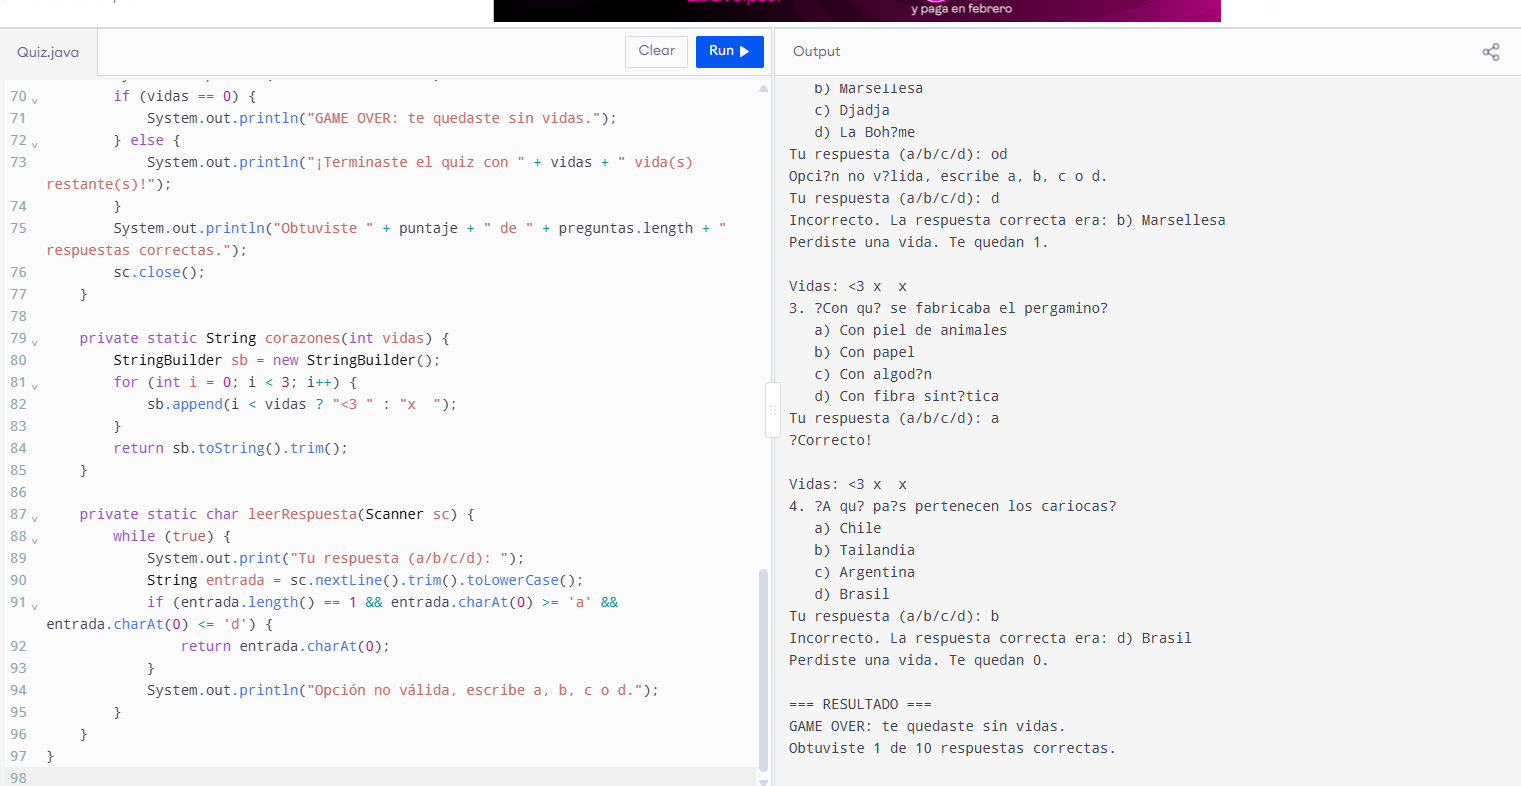 y paga en febrero
Quiz.java
Clear
Run
Output
70 if (vidas == 0) {
71 System.out.println("GAME OVER: te quedaste sin vidas.");
72 } else {
73 System.out.println("¡Terminaste el quiz con " + vidas + " vida(s)
restante(s)!");
74 }
75 System.out.println("Obtuviste " + puntaje + " de " + preguntas.length + "
respuestas correctas.");
76 sc.close();
77 }
78
79 private static String corazones(int vidas) {
80 StringBuilder sb = new StringBuilder();
81 for (int i = 0; i < 3; i++) {
82 sb.append(i < vidas ? "<3 " : "x  ");
83 }
84 return sb.toString().trim();
85 }
86
87 private static char leerRespuesta(Scanner sc) {
88 while (true) {
89 System.out.print("Tu respuesta (a/b/c/d): ");
90 String entrada = sc.nextLine().trim().toLowerCase();
91 if (entrada.length() == 1 && entrada.charAt(0) >= 'a' &&
entrada.charAt(0) <= 'd') {
92 return entrada.charAt(0);
93 }
94 System.out.println("Opción no válida, escribe a, b, c o d.");
95 }
96 }
97 }
98
b) Marsellesa
c) Djadja
d) La Boh?me
Tu respuesta (a/b/c/d): od
Opci?n no v?lida, escribe a, b, c o d.
Tu respuesta (a/b/c/d): d
Incorrecto. La respuesta correcta era: b) Marsellesa
Perdiste una vida. Te quedan 1.
Vidas: <3 x  x
3. ?Con qu? se fabricaba el pergamino?
a) Con piel de animales
b) Con papel
c) Con algod?n
d) Con fibra sint?tica
Tu respuesta (a/b/c/d): a
?Correcto!
Vidas: <3 x  x
4. ?A qu? pa?s pertenecen los cariocas?
a) Chile
b) Tailandia
c) Argentina
d) Brasil
Tu respuesta (a/b/c/d): b
Incorrecto. La respuesta correcta era: d) Brasil
Perdiste una vida. Te quedan 0.
=== RESULTADO ===
GAME OVER: te quedaste sin vidas.
Obtuviste 1 de 10 respuestas correctas.